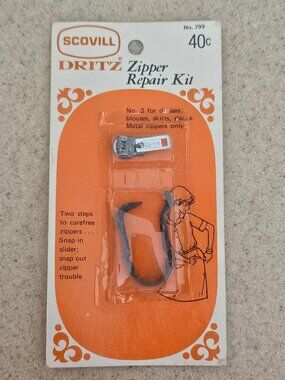 No. 799
SCOVILL
40¢
DRITZ Zipper
Repair Kit
No. 3 for dresses,
blouses, skirts, slacks.
Metal zippers only
Two steps
to carefree
zippers...
Snap in
slider;
snap out
zipper
trouble